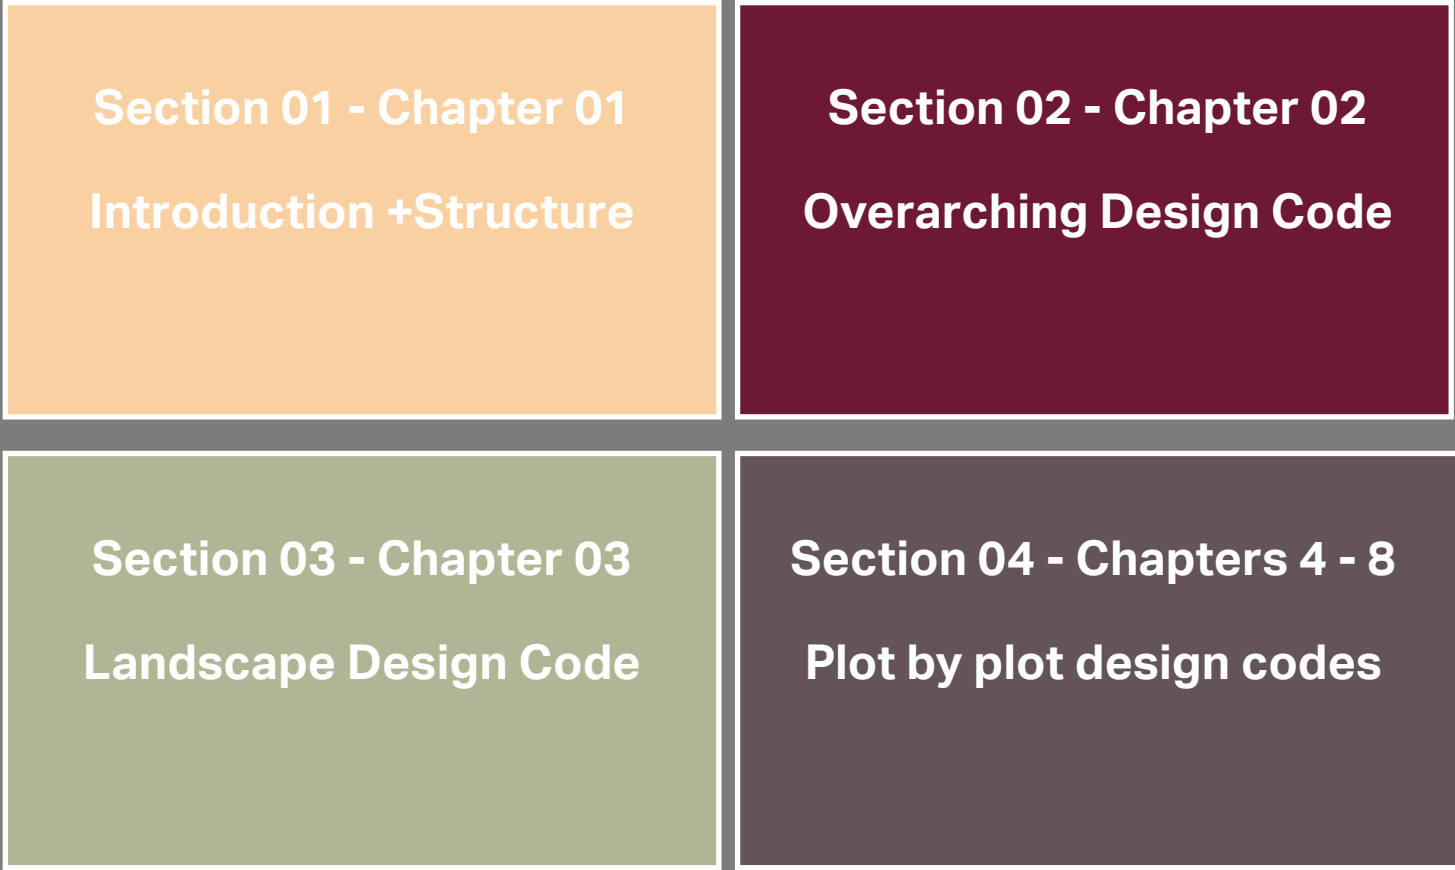 Section 01 - Chapter 01
Introduction +Structure
Section 02 - Chapter 02
Overarching Design Code
Section 03 - Chapter 03
Landscape Design Code
Section 04 - Chapters 4 - 8
Plot by plot design codes